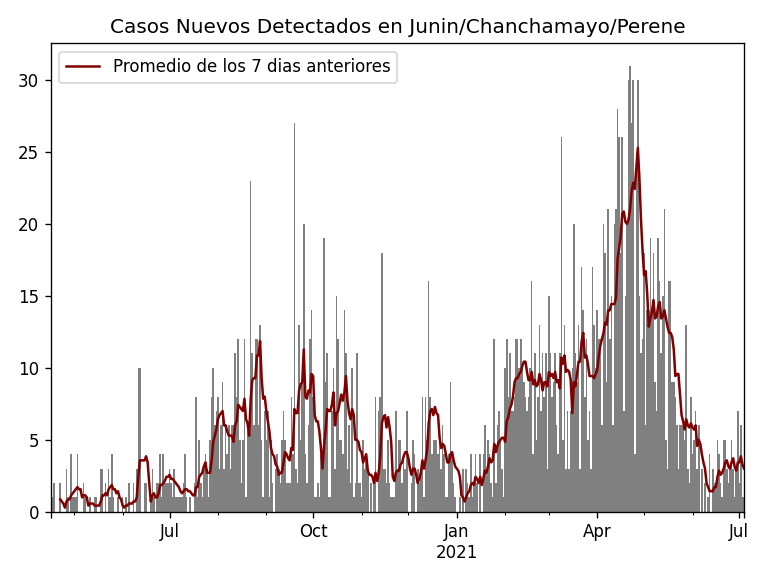 Casos Nuevos Detectados en Junin/Chanchamayo/Perene
Promedio de los 7 dias anteriores
30
25
20
15
10
5
0
Jul
Oct
Jan
2021
Apr
Jul